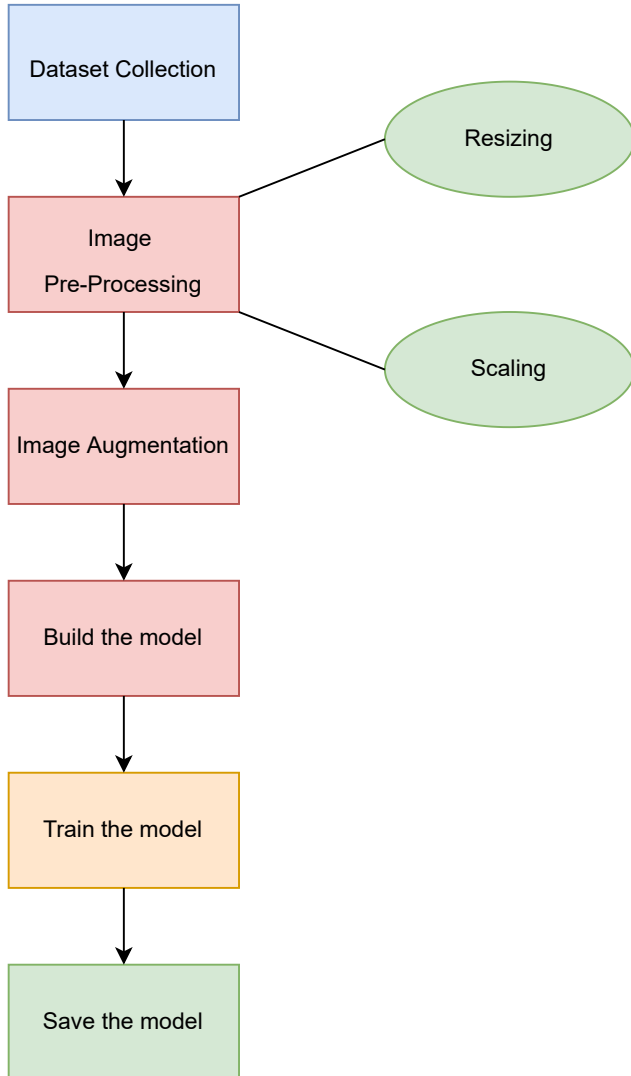 Dataset Collection
Resizing
Image
Pre-Processing
Scaling
Image Augmentation
Build the model
Train the model
Save the model